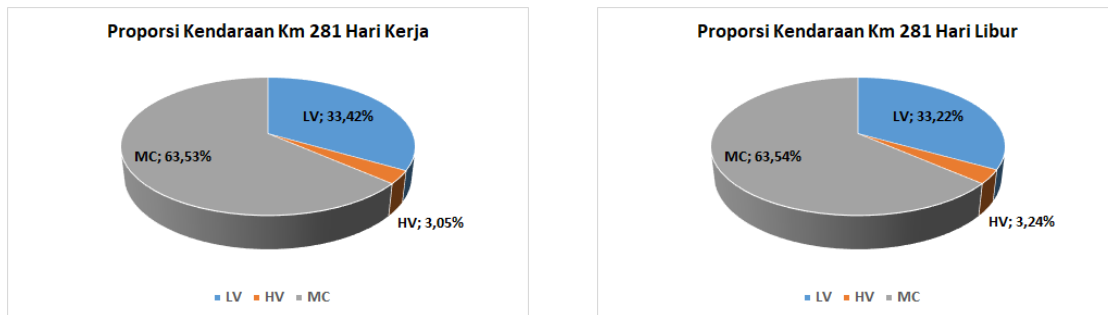 Proporsi Kendaraan Km 281 Hari Kerja
LV; 33,42%
MC; 63,53%
HV; 3,05%
LV HV MC
Proporsi Kendaraan Km 281 Hari Libur
LV; 33,22%
MC; 63,54%
HV; 3,24%
LV HV MC